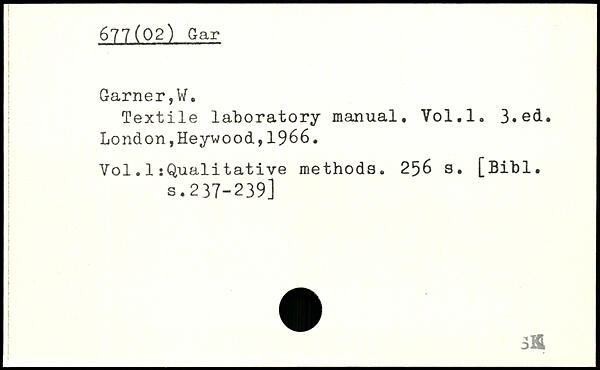 677(02) Gar
Garner,W.
Textile laboratory manual. Vol.1. 3.ed.
London,Heywood,1966.
Vol.1:Qualitative methods. 256 s. [Bibl.
s.237-239]